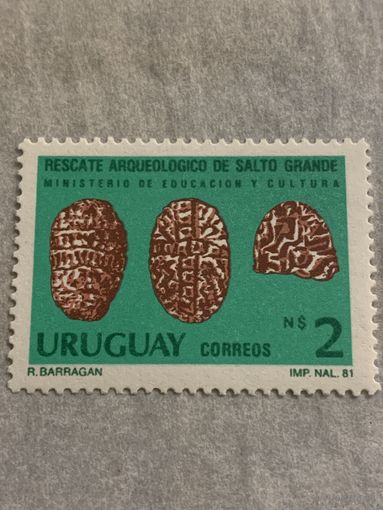 RESCATE ARQUEOLOGICO DE SALTO GRANDE
MINISTERIO DE EDUCACION Y CULTURA
URUGUAY CORREOS N$ 2
R. BARRAGAN IMP. NAL. 81